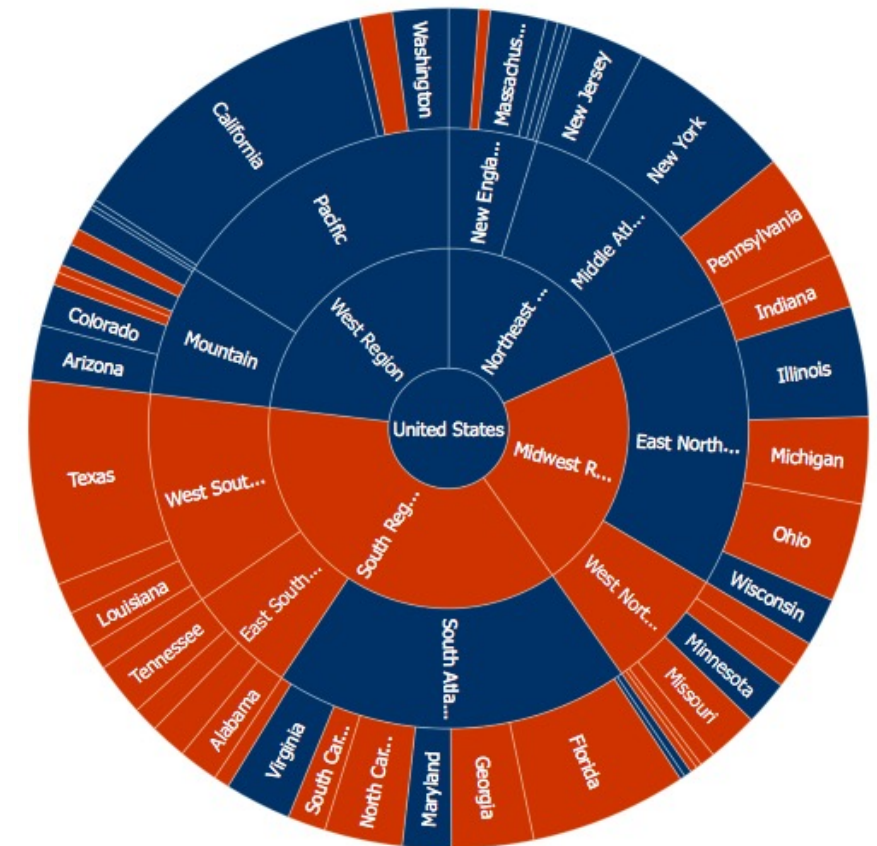 United States
Northeast ...
Midwest R...
South Reg...
West Region
New Engla...
Middle Atl...
East North...
West Nort...
South Atla...
East South...
West Sout...
Mountain
Pacific
Massachus...
New Jersey
New York
Pennsylvania
Indiana
Illinois
Michigan
Ohio
Wisconsin
Minnesota
Missouri
Florida
Georgia
Maryland
North Car...
South Car...
Virginia
Alabama
Tennessee
Louisiana
Texas
Arizona
Colorado
California
Washington